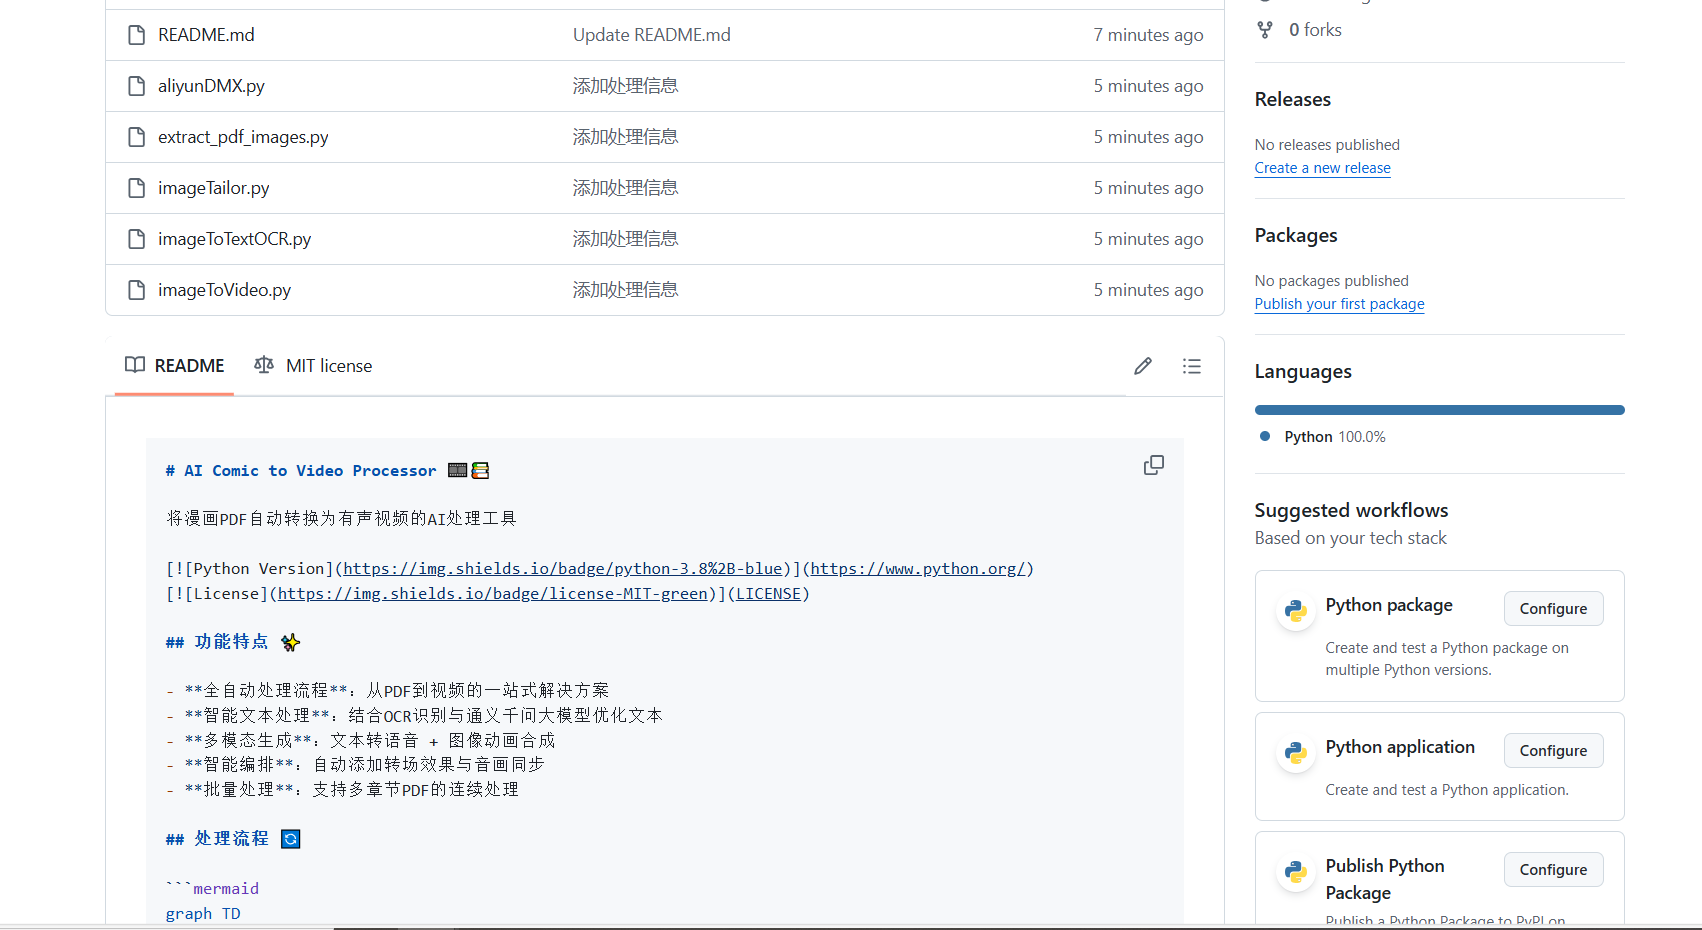 README.md Update README.md 7 minutes ago
aliyunDMX.py 添加处理信息 5 minutes ago
extract_pdf_images.py 添加处理信息 5 minutes ago
imageTailor.py 添加处理信息 5 minutes ago
imageToTextOCR.py 添加处理信息 5 minutes ago
imageToVideo.py 添加处理信息 5 minutes ago
README MIT license
# AI Comic to Video Processor 🎞️📚
将漫画PDF自动转换为有声视频的AI处理工具
[![Python Version](https://img.shields.io/badge/python-3.8%2B-blue)](https://www.python.org/)
[![License](https://img.shields.io/badge/license-MIT-green)](LICENSE)
## 功能特点 ✨
- **全自动处理流程**：从PDF到视频的一站式解决方案
- **智能文本处理**：结合OCR识别与通义千问大模型优化文本
- **多模态生成**：文本转语音 + 图像动画合成
- **智能编排**：自动添加转场效果与音画同步
- **批量处理**：支持多章节PDF的连续处理
## 处理流程 🔄
```mermaid
graph TD
0 forks
Releases
No releases published
Create a new release
Packages
No packages published
Publish your first package
Languages
Python 100.0%
Suggested workflows
Based on your tech stack
Python package Configure
Create and test a Python package on
multiple Python versions.
Python application Configure
Create and test a Python application.
Publish Python Configure
Package
Publish a Python Package to PyPI on